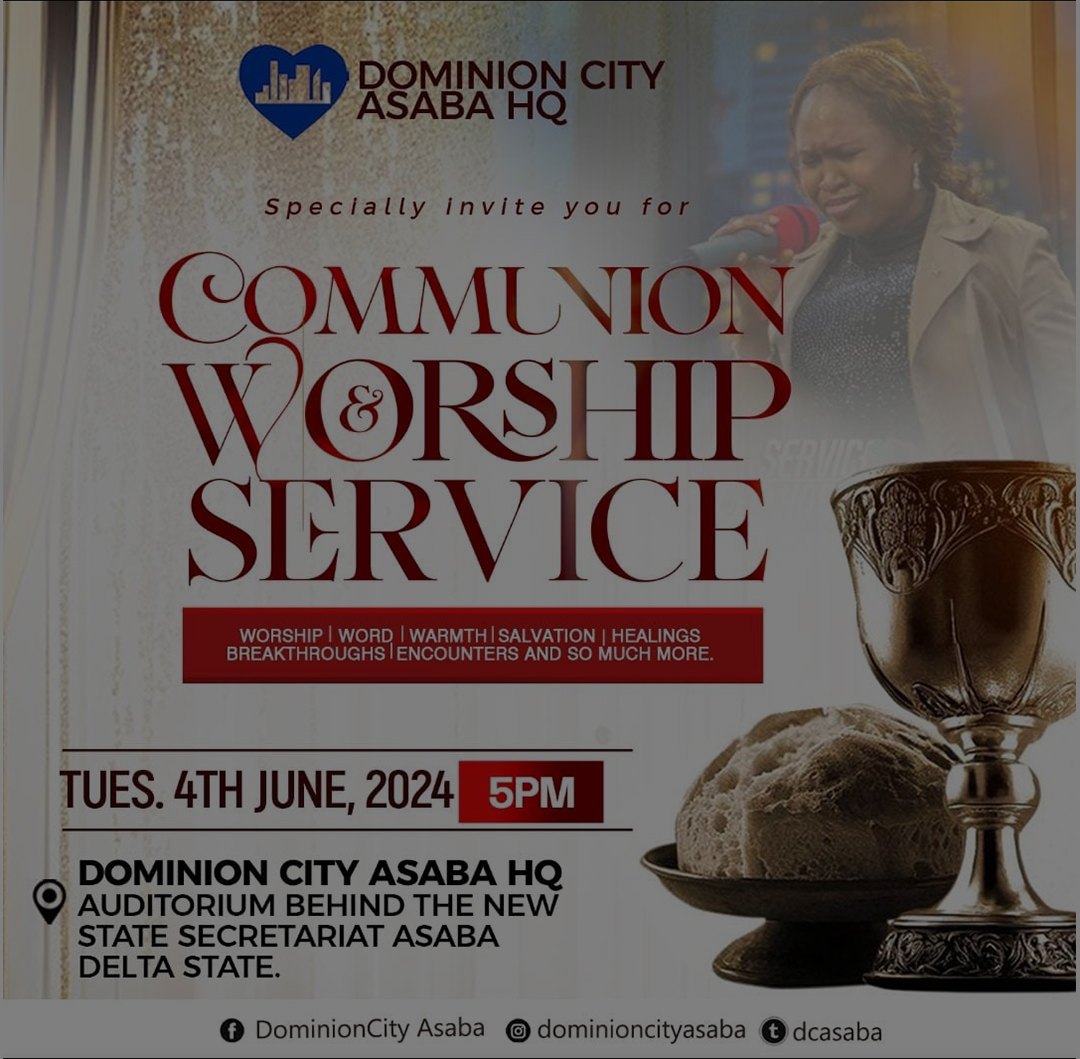 DOMINION CITY
ASABA HQ
Specially invite you for
COMMUNION
& WORSHIP
SERVICE
SERVICE
WORSHIP | WORD | WARMTH | SALVATION | HEALINGS
BREAKTHROUGHS | ENCOUNTERS AND SO MUCH MORE.
TUES. 4TH JUNE, 2024 5PM
DOMINION CITY ASABA HQ
AUDITORIUM BEHIND THE NEW
STATE SECRETARIAT ASABA
DELTA STATE.
DominionCity Asaba dominioncityasaba dcasaba